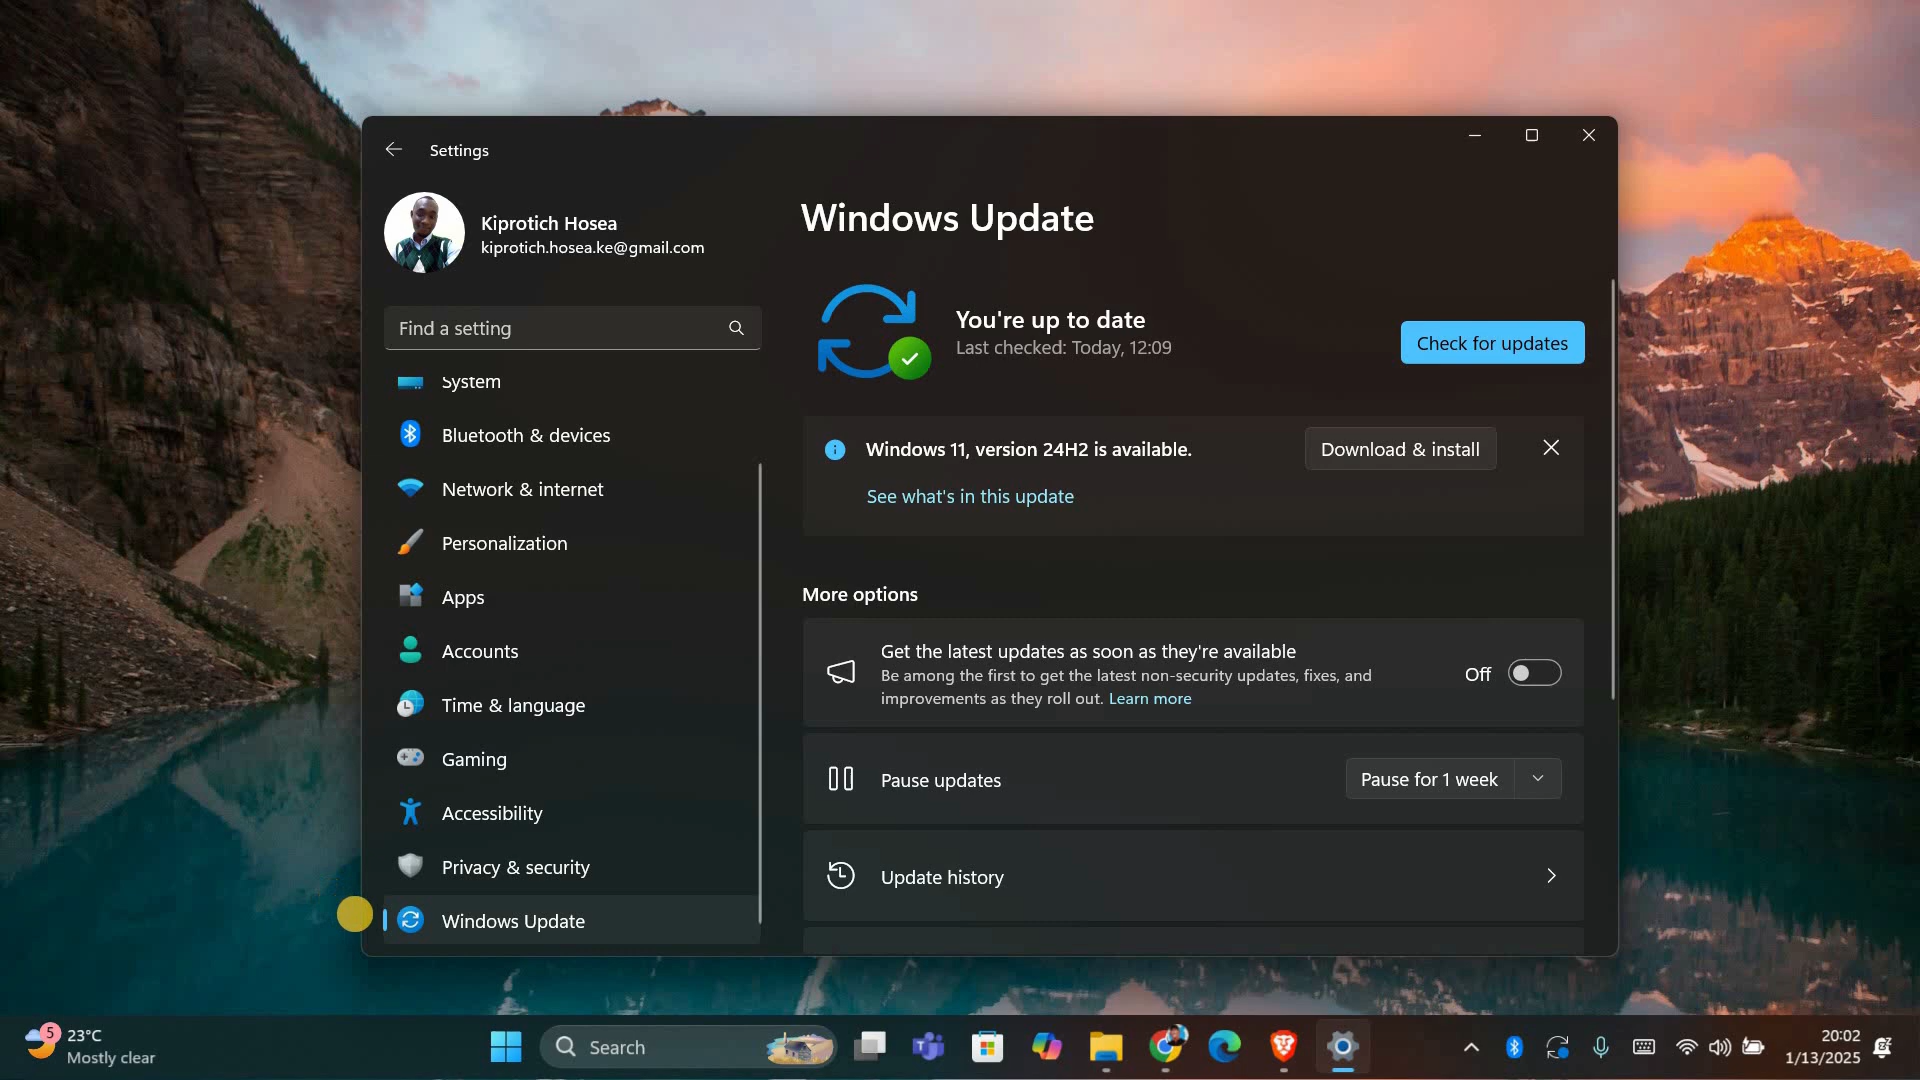 Settings
Kiprotich Hosea
kiprotich.hosea.ke@gmail.com
Find a setting
System
Bluetooth & devices
Network & internet
Personalization
Apps
Accounts
Time & language
Gaming
Accessibility
Privacy & security
Windows Update
Windows Update
You're up to date
Last checked: Today, 12:09
Check for updates
Windows 11, version 24H2 is available.
Download & install
See what's in this update
More options
Get the latest updates as soon as they're available
Be among the first to get the latest non-security updates, fixes, and
improvements as they roll out. Learn more
Off
Pause updates
Pause for 1 week
Update history
5
23°C
Mostly clear
Search
20:02
1/13/2025